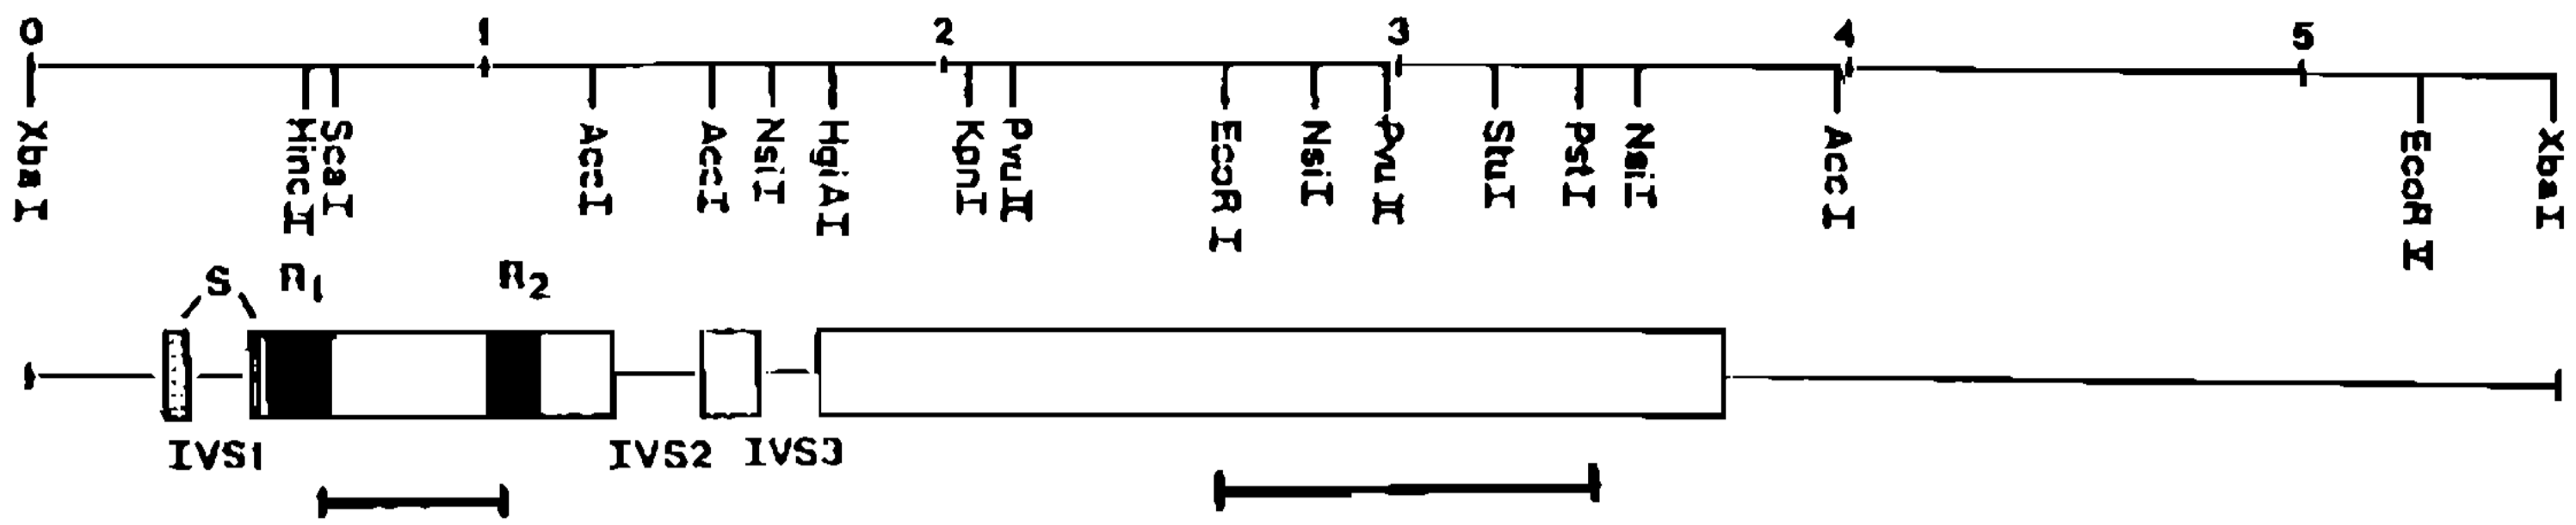 0 1 2 3 4 5
XbaI HincII ScaI AccI AccI NsiI HgiAI KpnI PvuII EcoRI NsiI PvuII StuI PstI NsiI AccI EcoRV XbaI
S R1 R2
IVS1 IVS2 IVS3